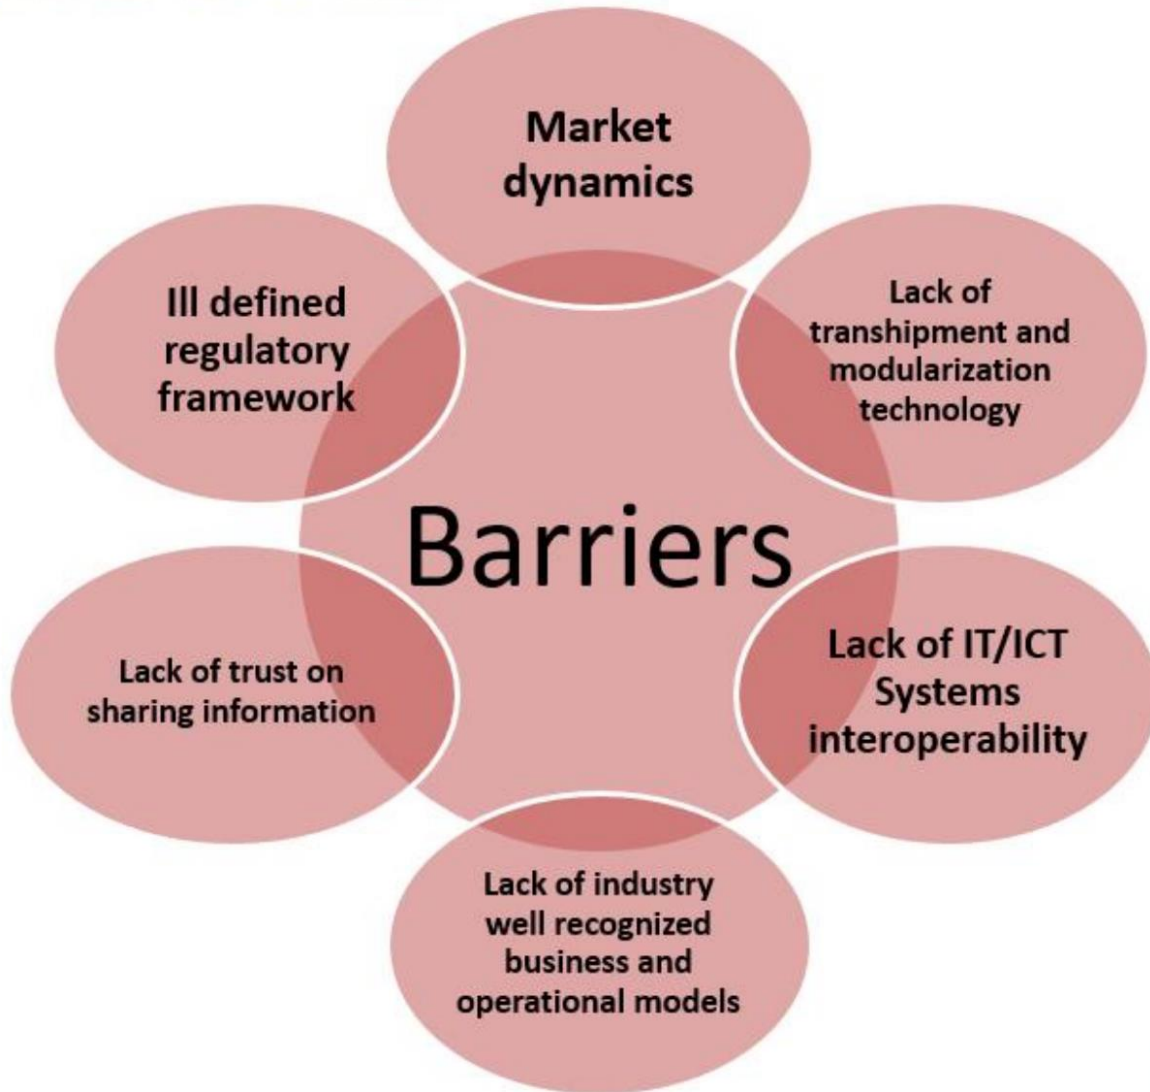 Market
dynamics
Lack of
transhipment and
modularization
technology
Lack of IT/ICT
Systems
interoperability
Lack of industry
well recognized
business and
operational models
Lack of trust on
sharing information
Ill defined
regulatory
framework
Barriers